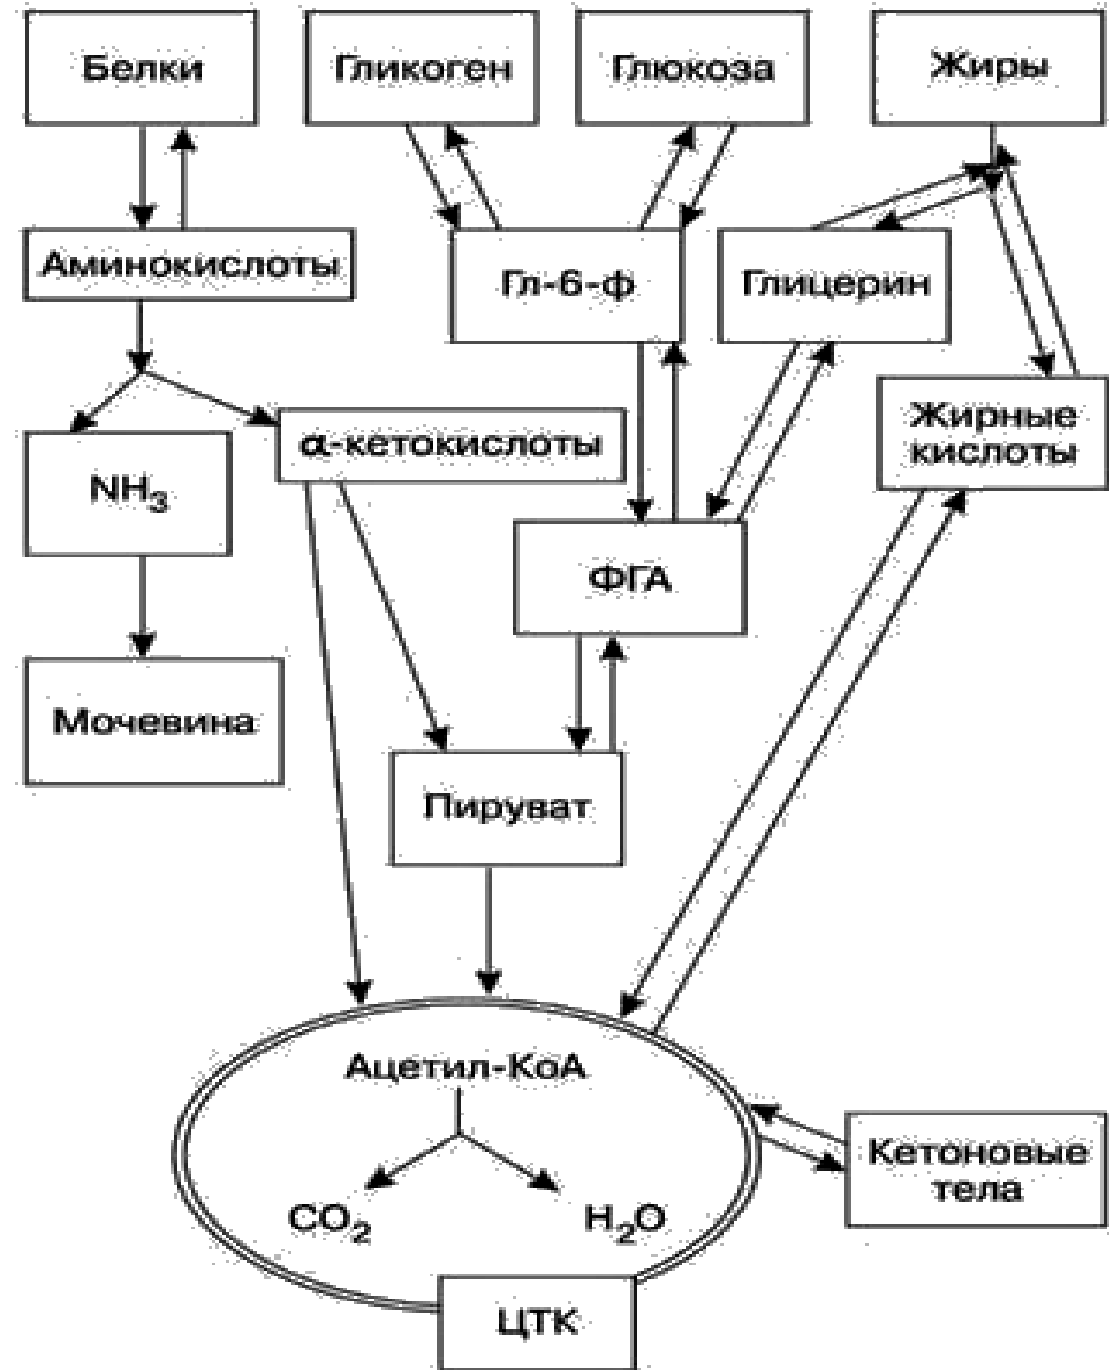 Белки
Гликоген
Глюкоза
Жиры
Аминокислоты
Гл-6-ф
Глицерин
Жирные
кислоты
α-кетокислоты
NH₃
ФГА
Мочевина
Пируват
Ацетил-КоА
CO₂
H₂O
Кетоновые
тела
ЦТК